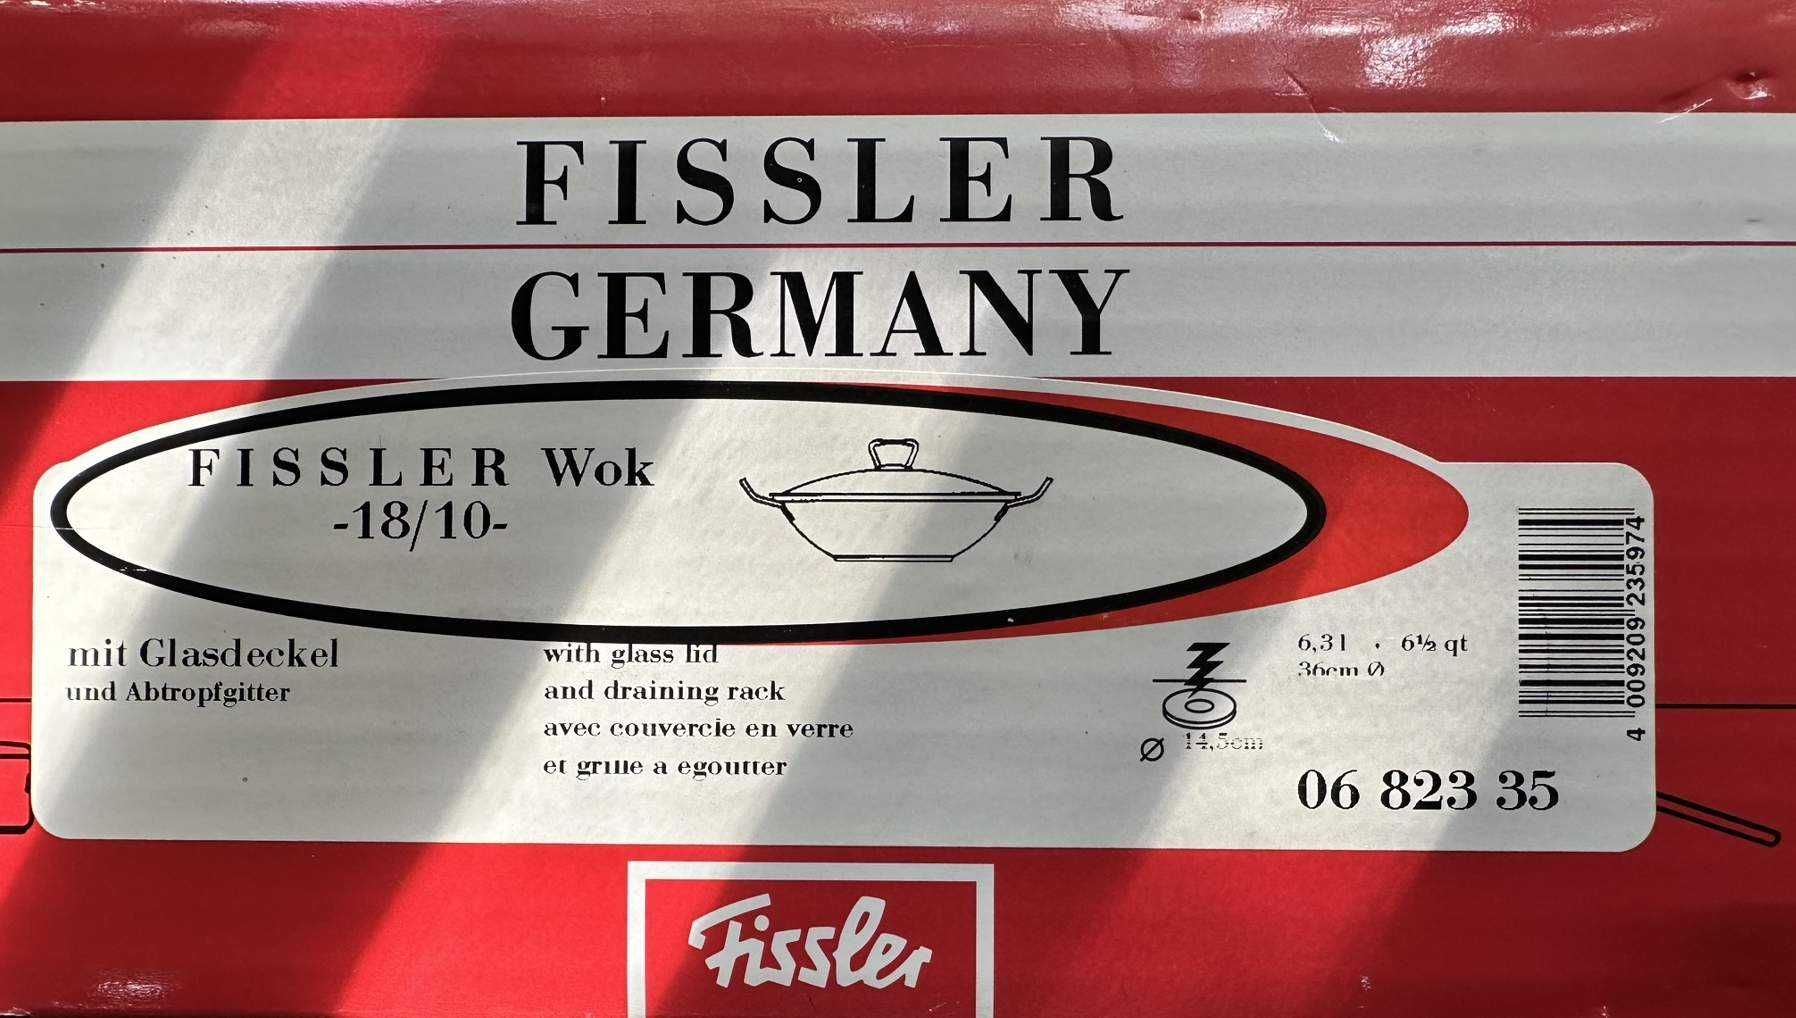 FISSLER
GERMANY
FISSLER Wok
-18/10-
mit Glasdeckel
und Abtropfgitter
with glass lid
and draining rack
avec couvercle en verre
et grille a egoutter
6,3 l · 6½ qt
36cm Ø
Ø 14,5cm
06 823 35
4 009209 235974
Fissler